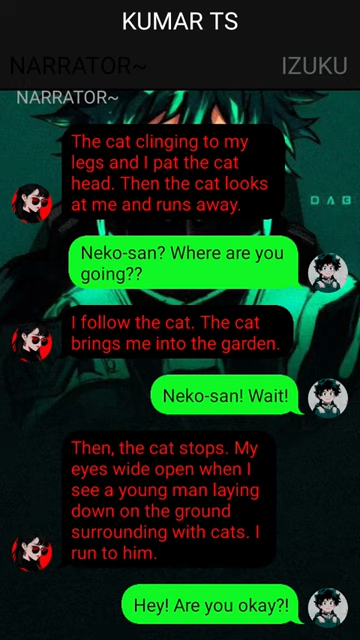 KUMAR TS
NARRATOR~
IZUKU
NARRATOR~
The cat clinging to my
legs and I pat the cat
head. Then the cat looks
at me and runs away.
DAB
Neko-san? Where are you
going??
I follow the cat. The cat
brings me into the garden.
Neko-san! Wait!
Then, the cat stops. My
eyes wide open when I
see a young man laying
down on the ground
surrounding with cats. I
run to him.
Hey! Are you okay?!